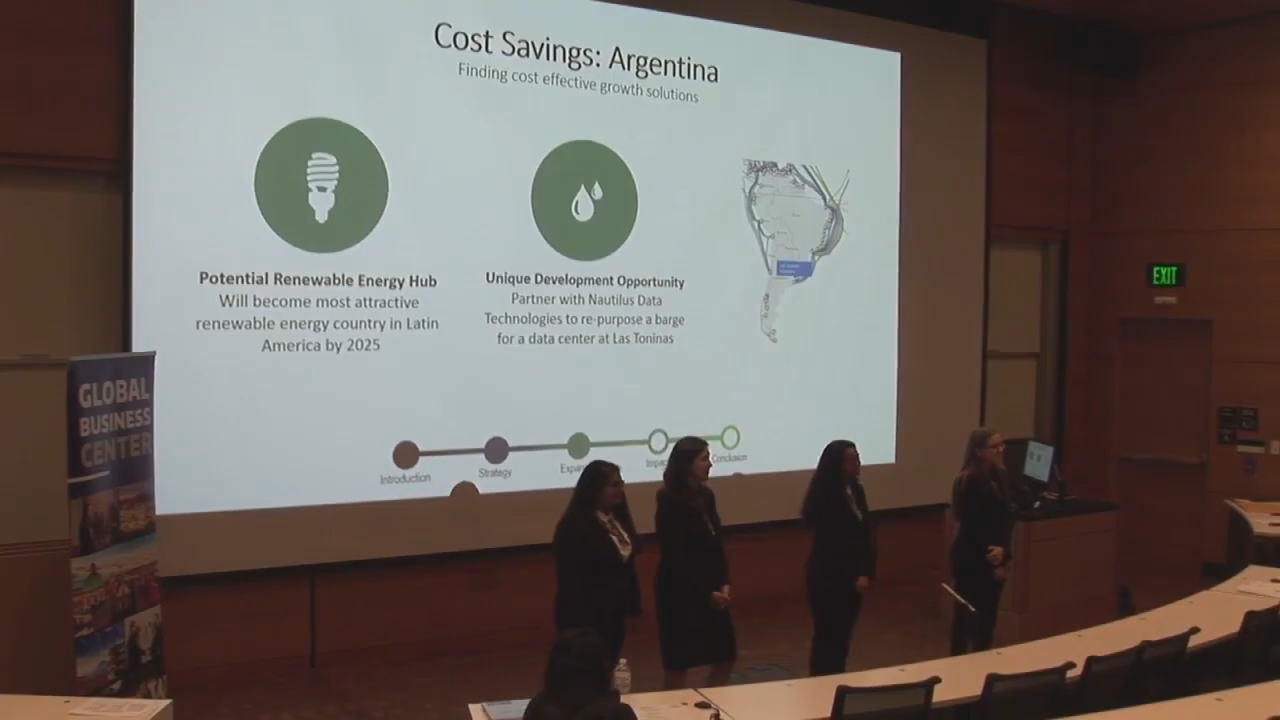 Cost Savings: Argentina
Finding cost effective growth solutions
Potential Renewable Energy Hub
Will become most attractive
renewable energy country in Latin
America by 2025
Unique Development Opportunity
Partner with Nautilus Data
Technologies to re-purpose a barge
for a data center at Las Toninas
Introduction
Strategy
Conclusion
GLOBAL
BUSINESS
CENTER
EXIT